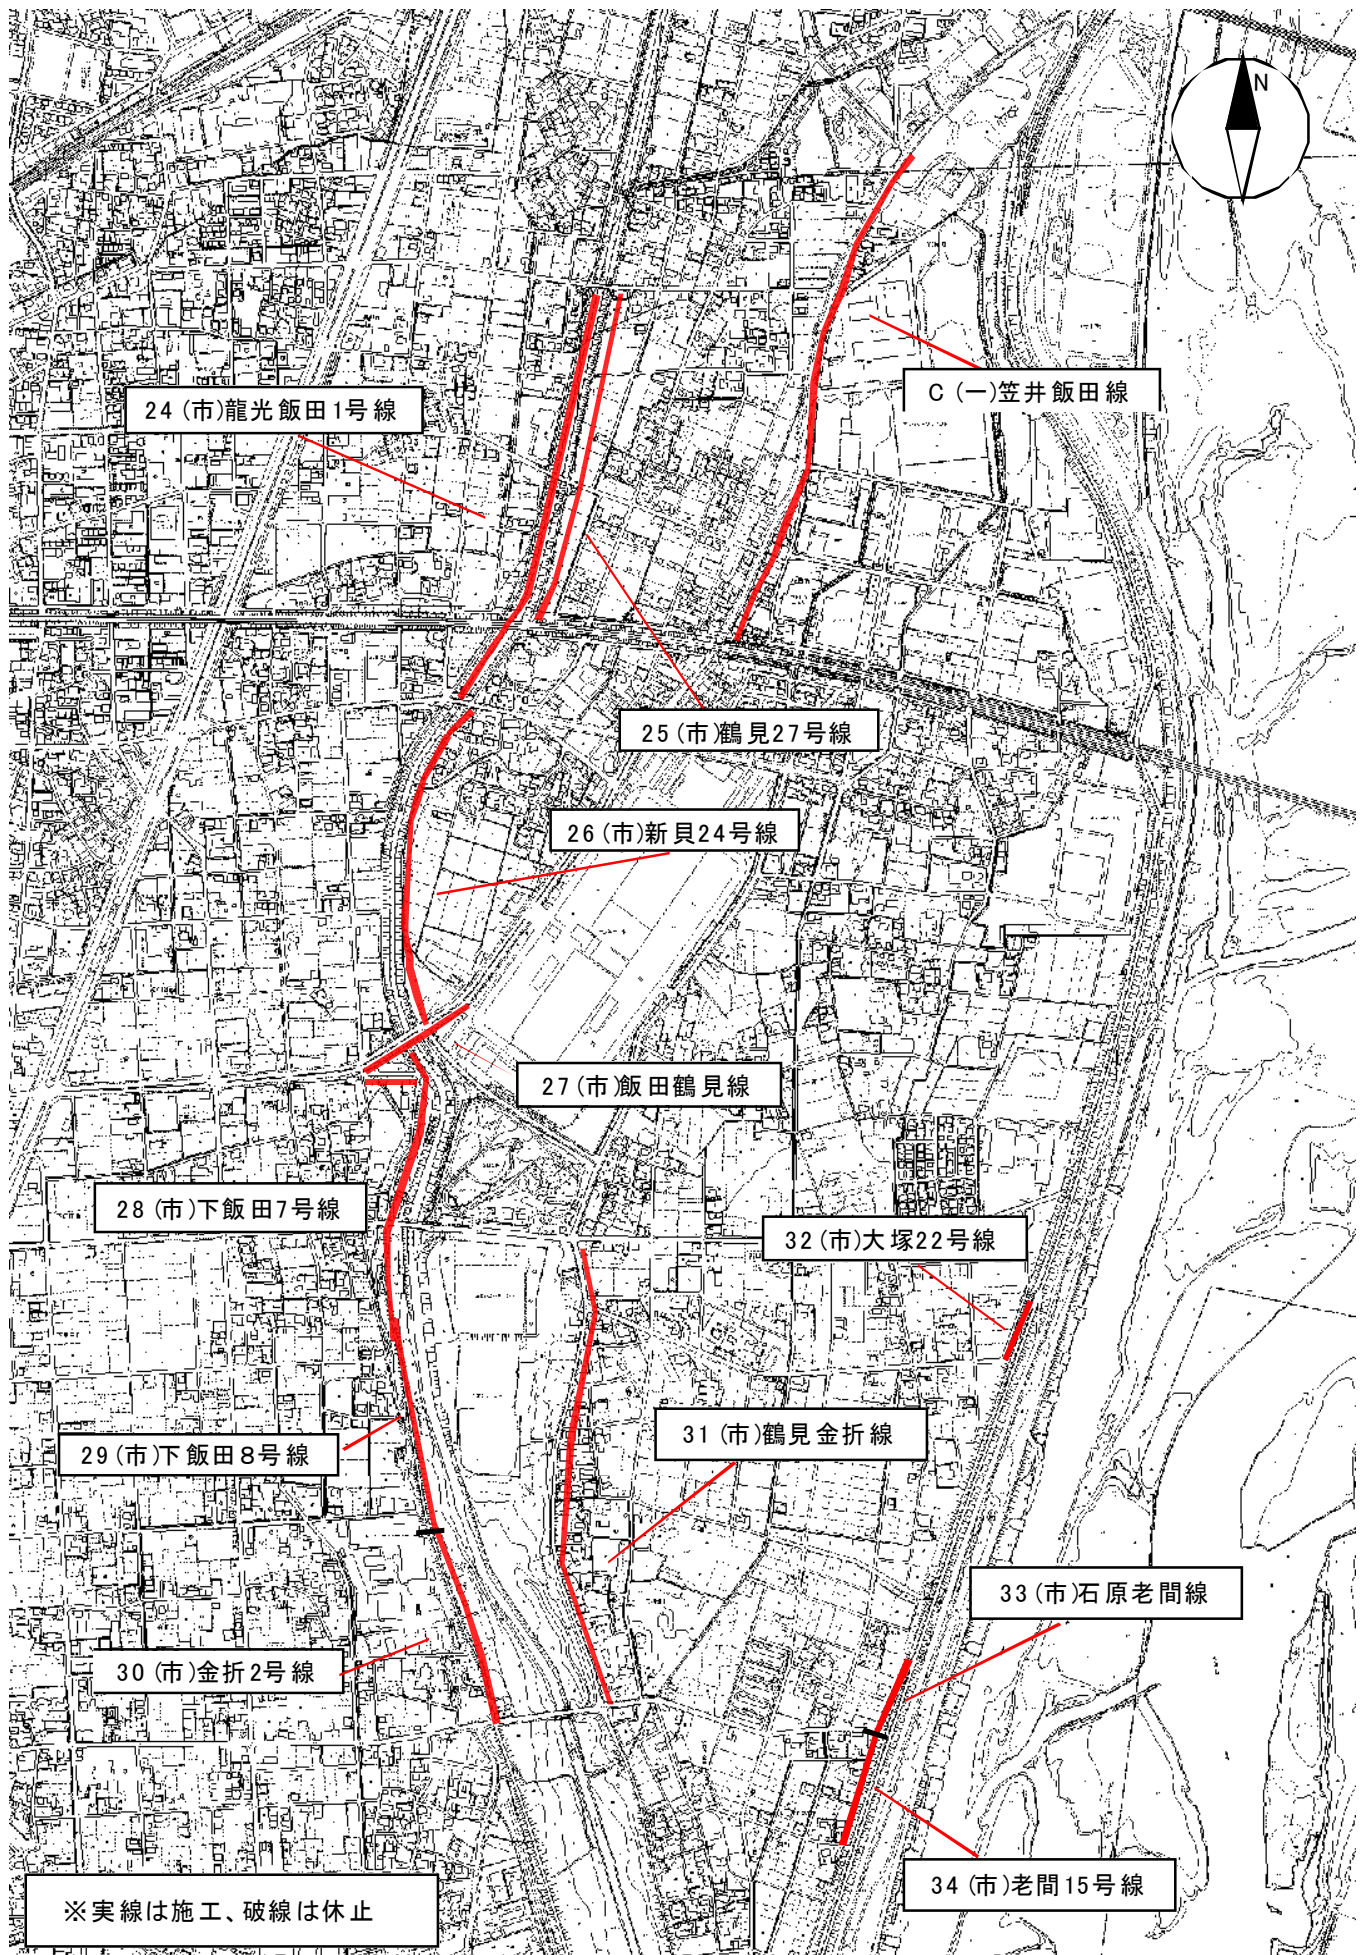 N
C (一)笠井飯田線
24 (市)龍光飯田1号線
25 (市)鶴見27号線
26 (市)新貝24号線
27 (市)飯田鶴見線
28 (市)下飯田7号線
32 (市)大塚22号線
31 (市)鶴見金折線
29 (市)下飯田8号線
33 (市)石原老間線
30 (市)金折2号線
34 (市)老間15号線
※実線は施工、破線は休止